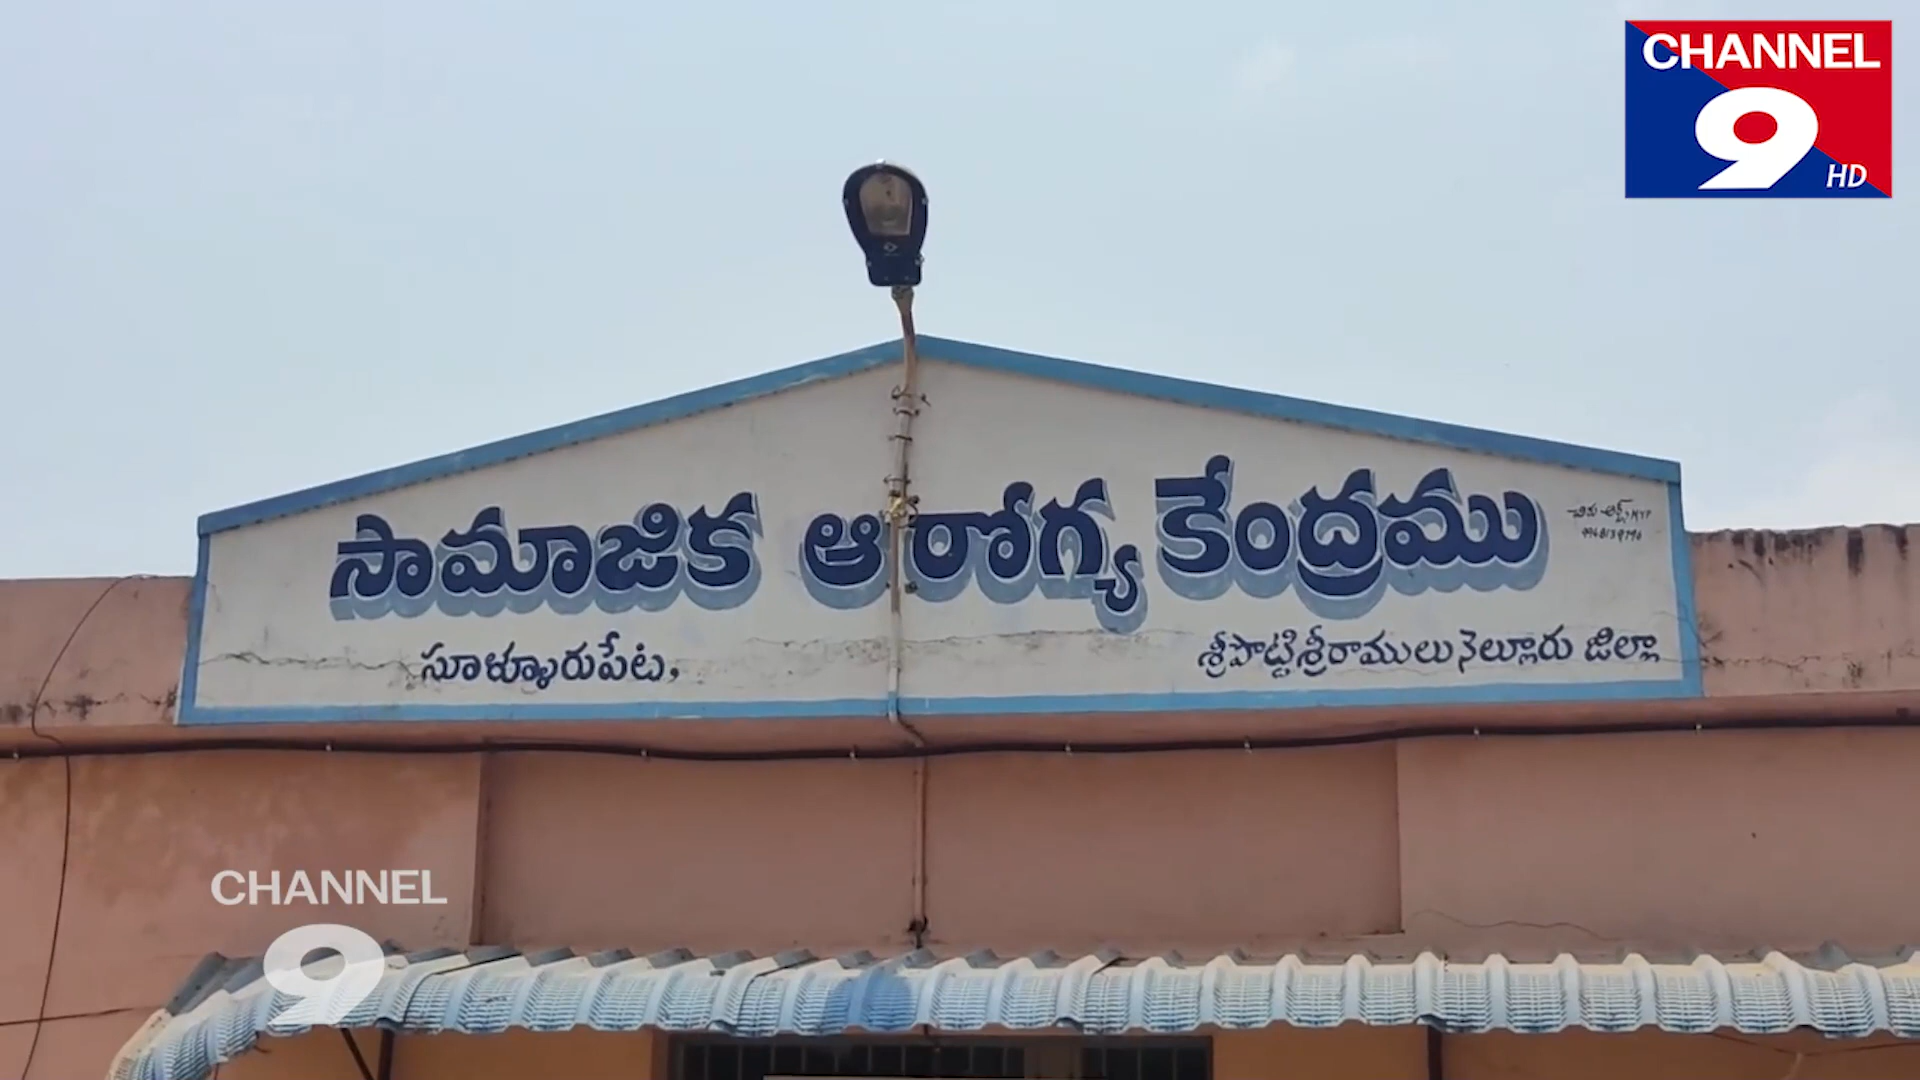 CHANNEL
9
HD
సామాజిక ఆరోగ్య కేంద్రము
సూళ్ళూరుపేట,
శ్రీపొట్టిశ్రీరాములు నెల్లూరు జిల్లా
CHANNEL
9